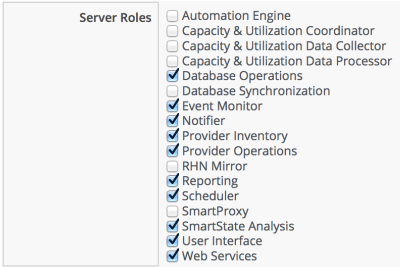 Server Roles
Automation Engine
Capacity & Utilization Coordinator
Capacity & Utilization Data Collector
Capacity & Utilization Data Processor
Database Operations
Database Synchronization
Event Monitor
Notifier
Provider Inventory
Provider Operations
RHN Mirror
Reporting
Scheduler
SmartProxy
SmartState Analysis
User Interface
Web Services